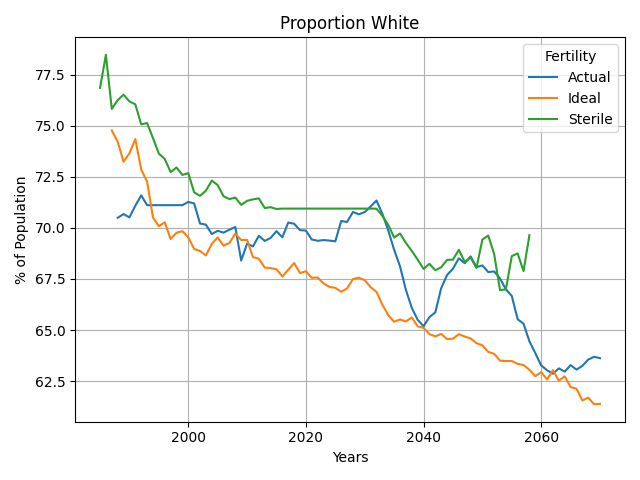 Proportion White
Fertility
Actual
Ideal
Sterile
% of Population
77.5
75.0
72.5
70.0
67.5
65.0
62.5
2000
2020
2040
2060
Years